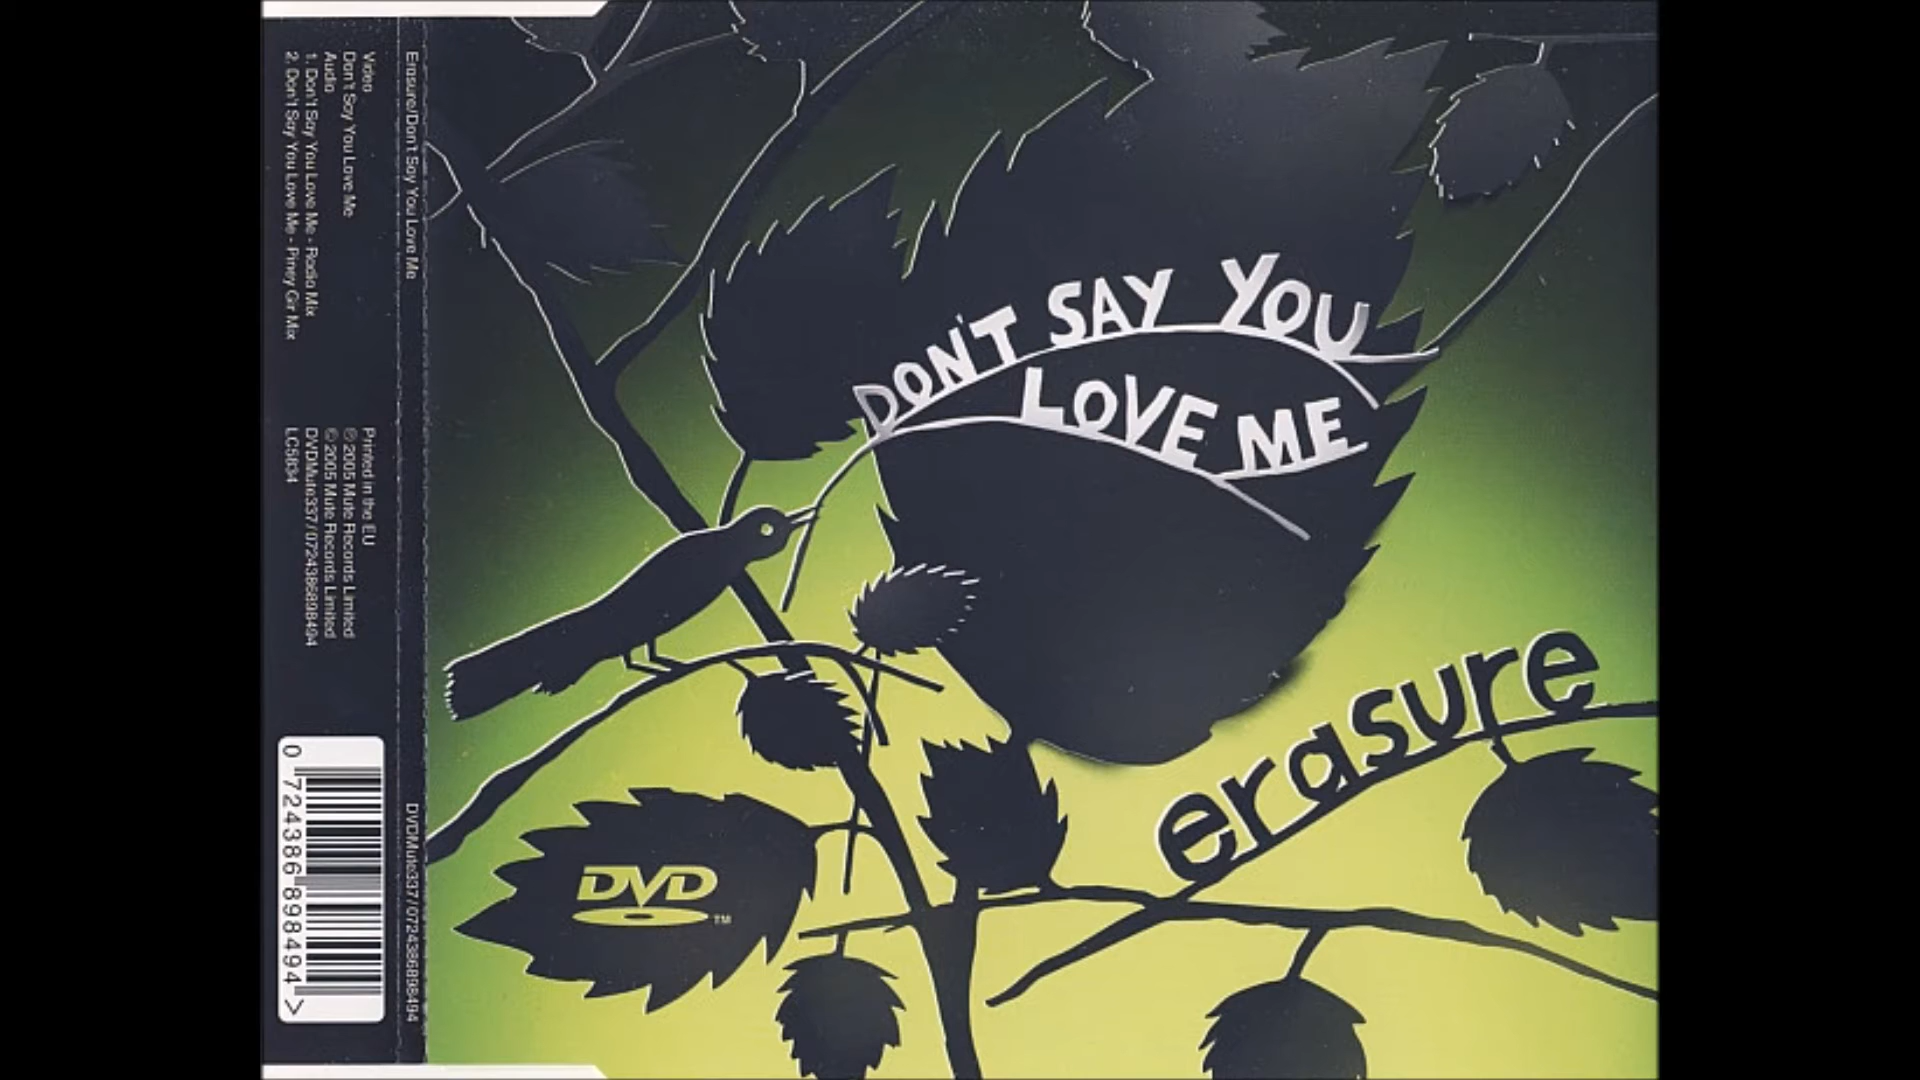 Video
Don't Say You Love Me
Audio
1. Don't Say You Love Me - Radio Mix
2. Don't Say You Love Me - Piney Gir Mix
Printed in the EU
℗ 2005 Mute Records Limited
© 2005 Mute Records Limited
DVDMute337 / 0724386898494
LC5834
0 724386 898494 >
Erasure/Don't Say You Love Me
DVDMute337 / 0724386898494
DON'T SAY YOU
LOVE ME
erasure
DVD
TM